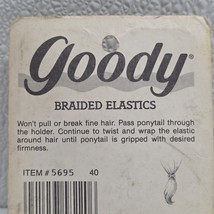 goody®
BRAIDED ELASTICS
Won't pull or break fine hair. Pass ponytail through
the holder. Continue to twist and wrap the elastic
around hair until ponytail is gripped with desired
firmness.
ITEM # 5695 40